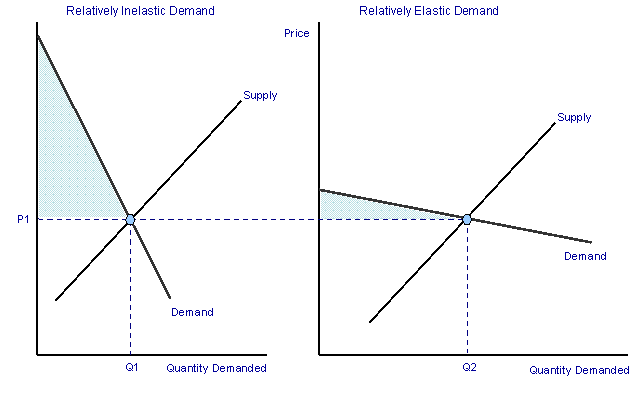 Relatively Inelastic Demand
Relatively Elastic Demand
Price
Supply
Supply
P1
Demand
Demand
Q1
Quantity Demanded
Q2
Quantity Demanded